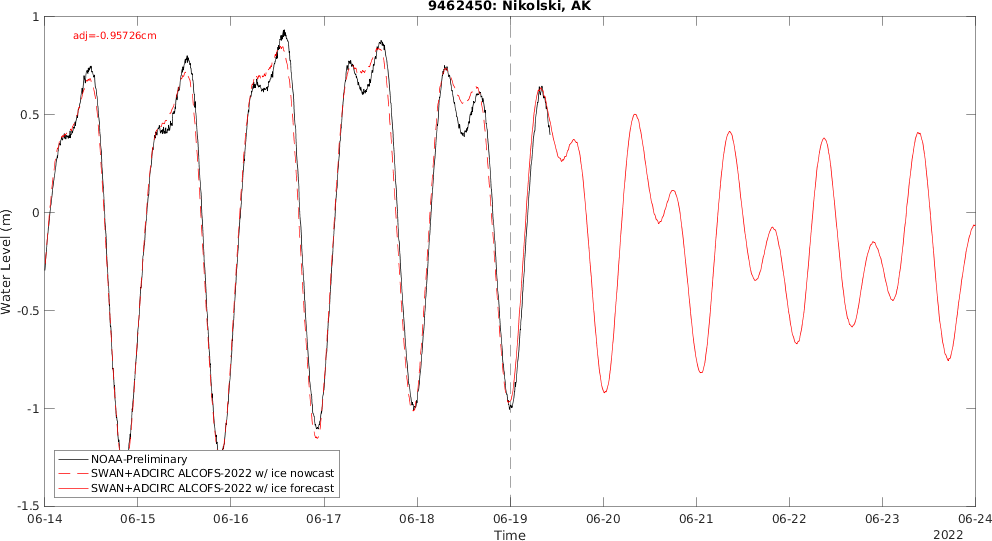 9462450: Nikolski, AK
adj=-0.95726cm
1
0.5
0
-0.5
-1
-1.5
Water Level (m)
NOAA-Preliminary
SWAN+ADCIRC ALCOFS-2022 w/ ice nowcast
SWAN+ADCIRC ALCOFS-2022 w/ ice forecast
06-14 06-15 06-16 06-17 06-18 06-19 06-20 06-21 06-22 06-23 06-24
Time
2022